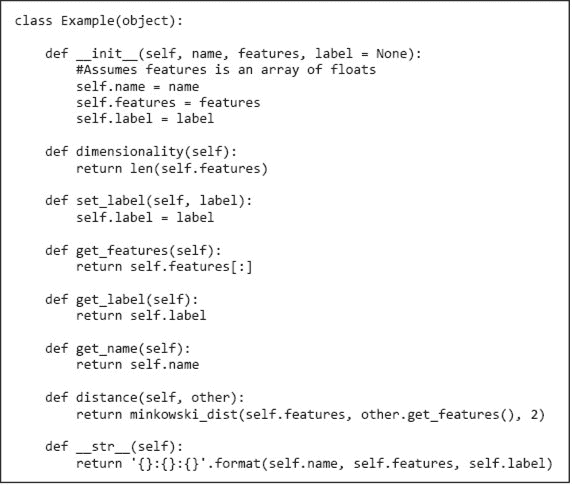 class Example(object):

    def __init__(self, name, features, label = None):
        #Assumes features is an array of floats
        self.name = name
        self.features = features
        self.label = label

    def dimensionality(self):
        return len(self.features)

    def set_label(self, label):
        self.label = label

    def get_features(self):
        return self.features[:]

    def get_label(self):
        return self.label

    def get_name(self):
        return self.name

    def distance(self, other):
        return minkowski_dist(self.features, other.get_features(), 2)

    def __str__(self):
        return '{}:{}:{}'.format(self.name, self.features, self.label)